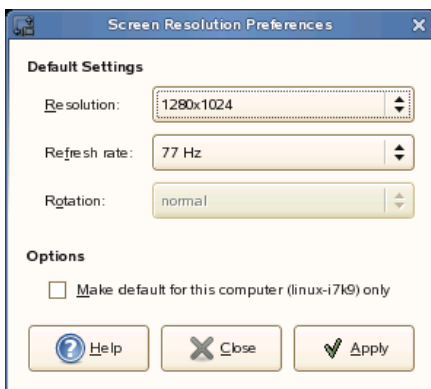 Screen Resolution Preferences
Default Settings
Resolution: 1280x1024
Refresh rate: 77 Hz
Rotation: normal
Options
Make default for this computer (linux-i7k9) only
Help Close Apply